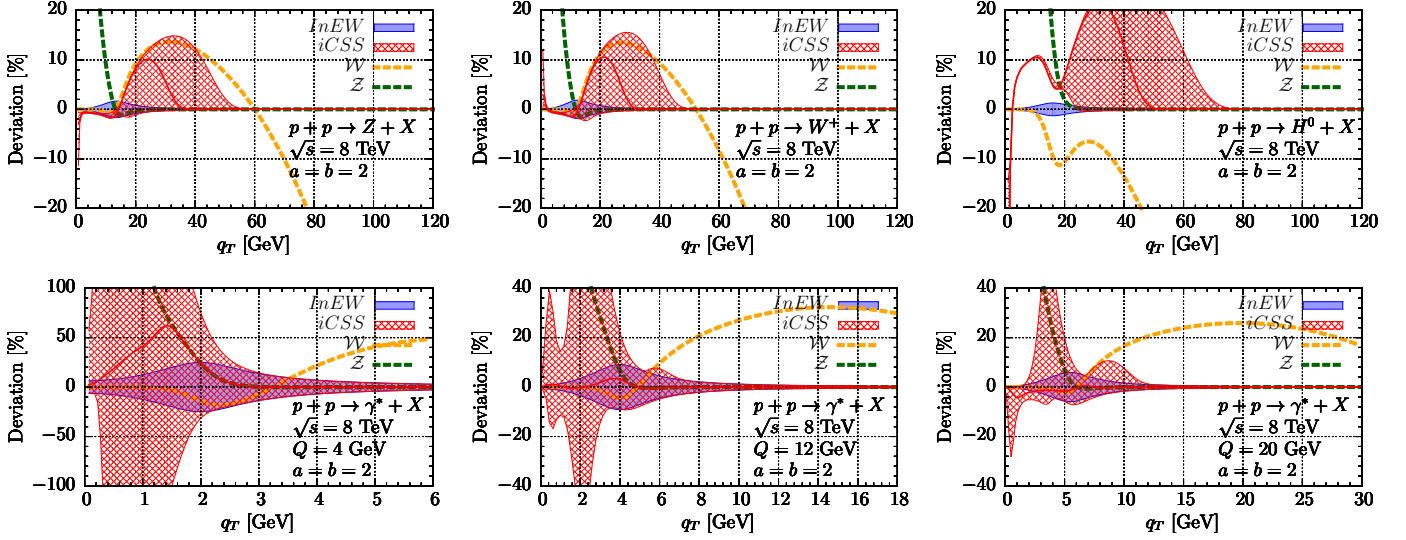 Deviation [%]
20
10
0
−10
−20
InEW
iCSS
W
Z
p + p → Z + X
√s = 8 TeV
a = b = 2
0 20 40 60 80 100 120
q_T [GeV]
Deviation [%]
20
10
0
−10
−20
InEW
iCSS
W
Z
p + p → W⁺ + X
√s = 8 TeV
a = b = 2
0 20 40 60 80 100 120
q_T [GeV]
Deviation [%]
20
10
0
−10
−20
InEW
iCSS
W
Z
p + p → H⁰ + X
√s = 8 TeV
a = b = 2
0 20 40 60 80 100 120
q_T [GeV]
Deviation [%]
100
50
0
−50
−100
InEW
iCSS
W
Z
p + p → γ* + X
√s = 8 TeV
Q = 4 GeV
a = b = 2
0 1 2 3 4 5 6
q_T [GeV]
Deviation [%]
40
20
0
−20
−40
InEW
iCSS
W
Z
p + p → γ* + X
√s = 8 TeV
Q = 12 GeV
a = b = 2
0 2 4 6 8 10 12 14 16 18
q_T [GeV]
Deviation [%]
40
20
0
−20
−40
InEW
iCSS
W
Z
p + p → γ* + X
√s = 8 TeV
Q = 20 GeV
a = b = 2
0 5 10 15 20 25 30
q_T [GeV]